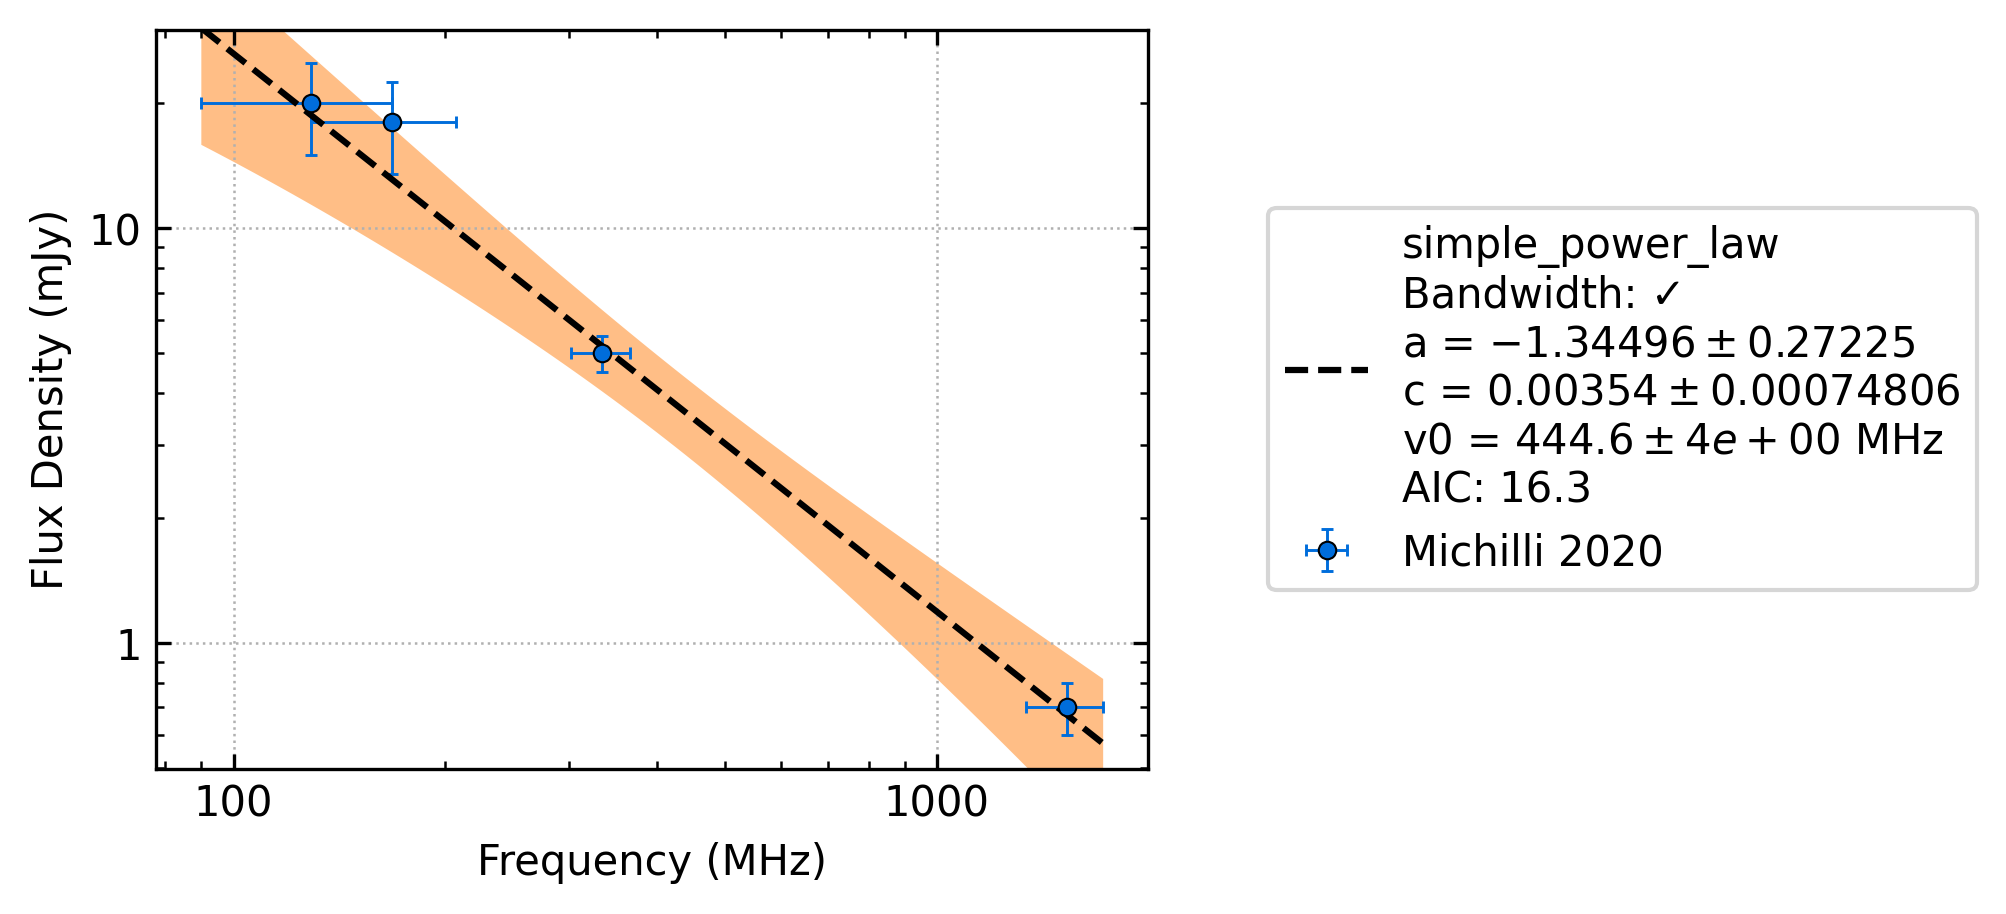 Flux Density (mJy)
10
1
100
1000
Frequency (MHz)
simple_power_law
Bandwidth: ✓
a = −1.34496 ± 0.27225
c = 0.00354 ± 0.00074806
v0 = 444.6 ± 4e + 00 MHz
AIC: 16.3
Michilli 2020